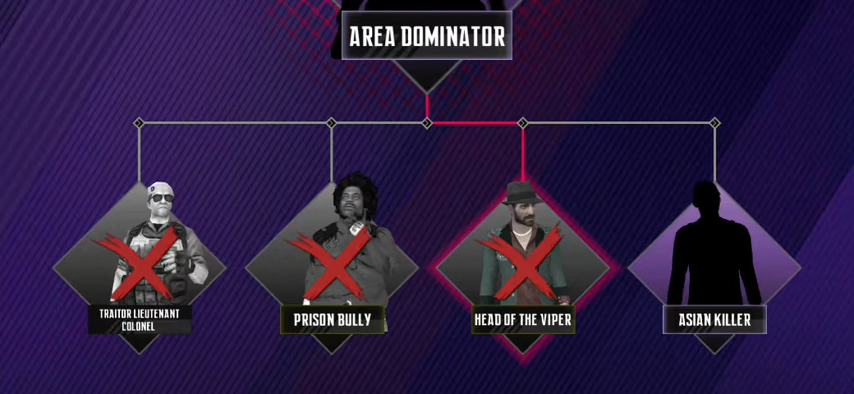 AREA DOMINATOR
TRAITOR LIEUTENANT
COLONEL
PRISON BULLY
HEAD OF THE VIPER
ASIAN KILLER